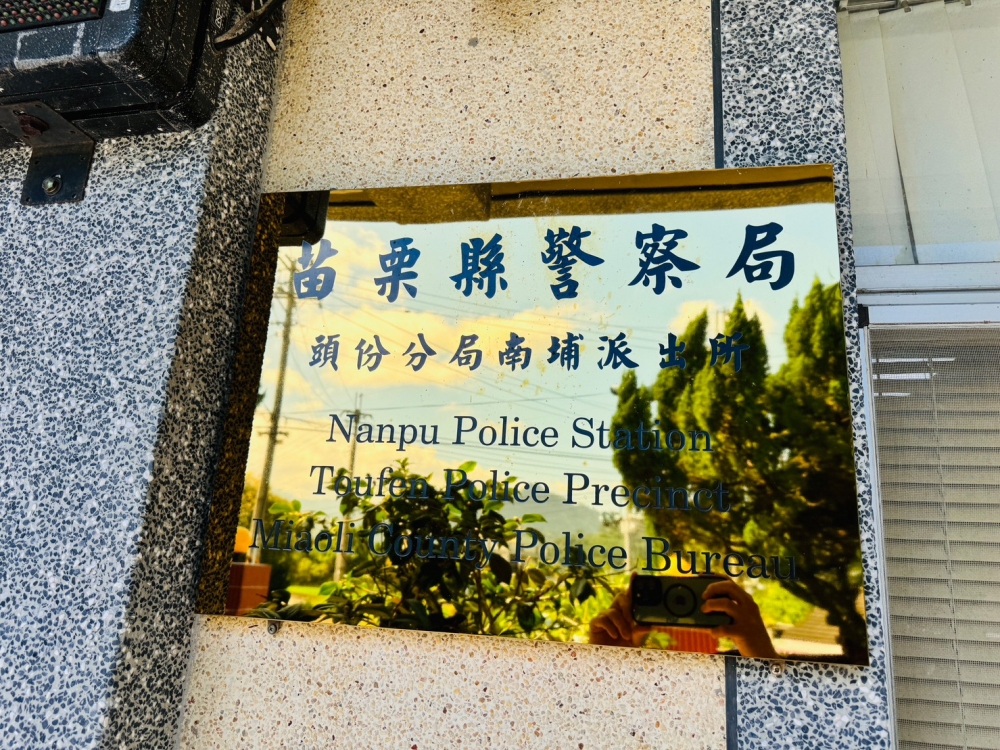 苗栗縣警察局
頭份分局南埔派出所
Nanpu Police Station
Toufen Police Precinct
Miaoli County Police Bureau